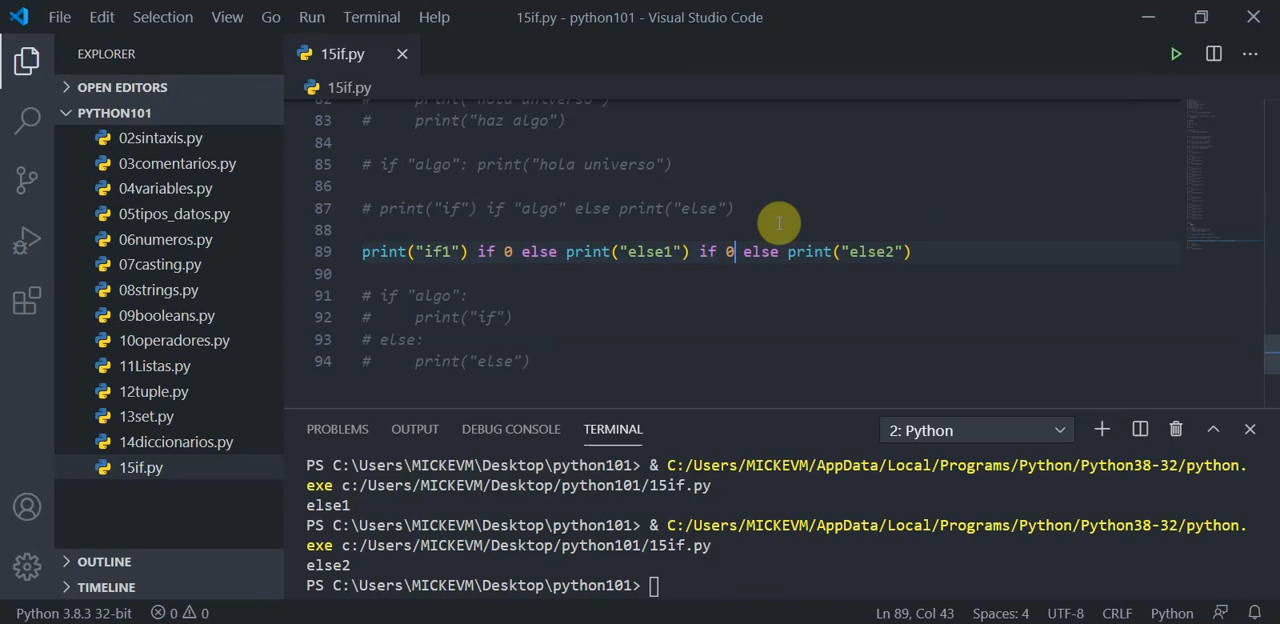 File Edit Selection View Go Run Terminal Help 15if.py - python101 - Visual Studio Code
EXPLORER
OPEN EDITORS
PYTHON101
02sintaxis.py
03comentarios.py
04variables.py
05tipos_datos.py
06numeros.py
07casting.py
08strings.py
09booleans.py
10operadores.py
11Listas.py
12tuple.py
13set.py
14diccionarios.py
15if.py
OUTLINE
TIMELINE
15if.py
15if.py
82 # print("hola universo")
83 # print("haz algo")
84
85 # if "algo": print("hola universo")
86
87 # print("if") if "algo" else print("else")
88
89 print("if1") if 0 else print("else1") if 0 else print("else2")
90
91 # if "algo":
92 # print("if")
93 # else:
94 # print("else")
PROBLEMS OUTPUT DEBUG CONSOLE TERMINAL 2: Python
PS C:\Users\MICKEVM\Desktop\python101> & C:/Users/MICKEVM/AppData/Local/Programs/Python/Python38-32/python.
exe c:/Users/MICKEVM/Desktop/python101/15if.py
else1
PS C:\Users\MICKEVM\Desktop\python101> & C:/Users/MICKEVM/AppData/Local/Programs/Python/Python38-32/python.
exe c:/Users/MICKEVM/Desktop/python101/15if.py
else2
PS C:\Users\MICKEVM\Desktop\python101>
Python 3.8.3 32-bit 0 0 Ln 89, Col 43 Spaces: 4 UTF-8 CRLF Python